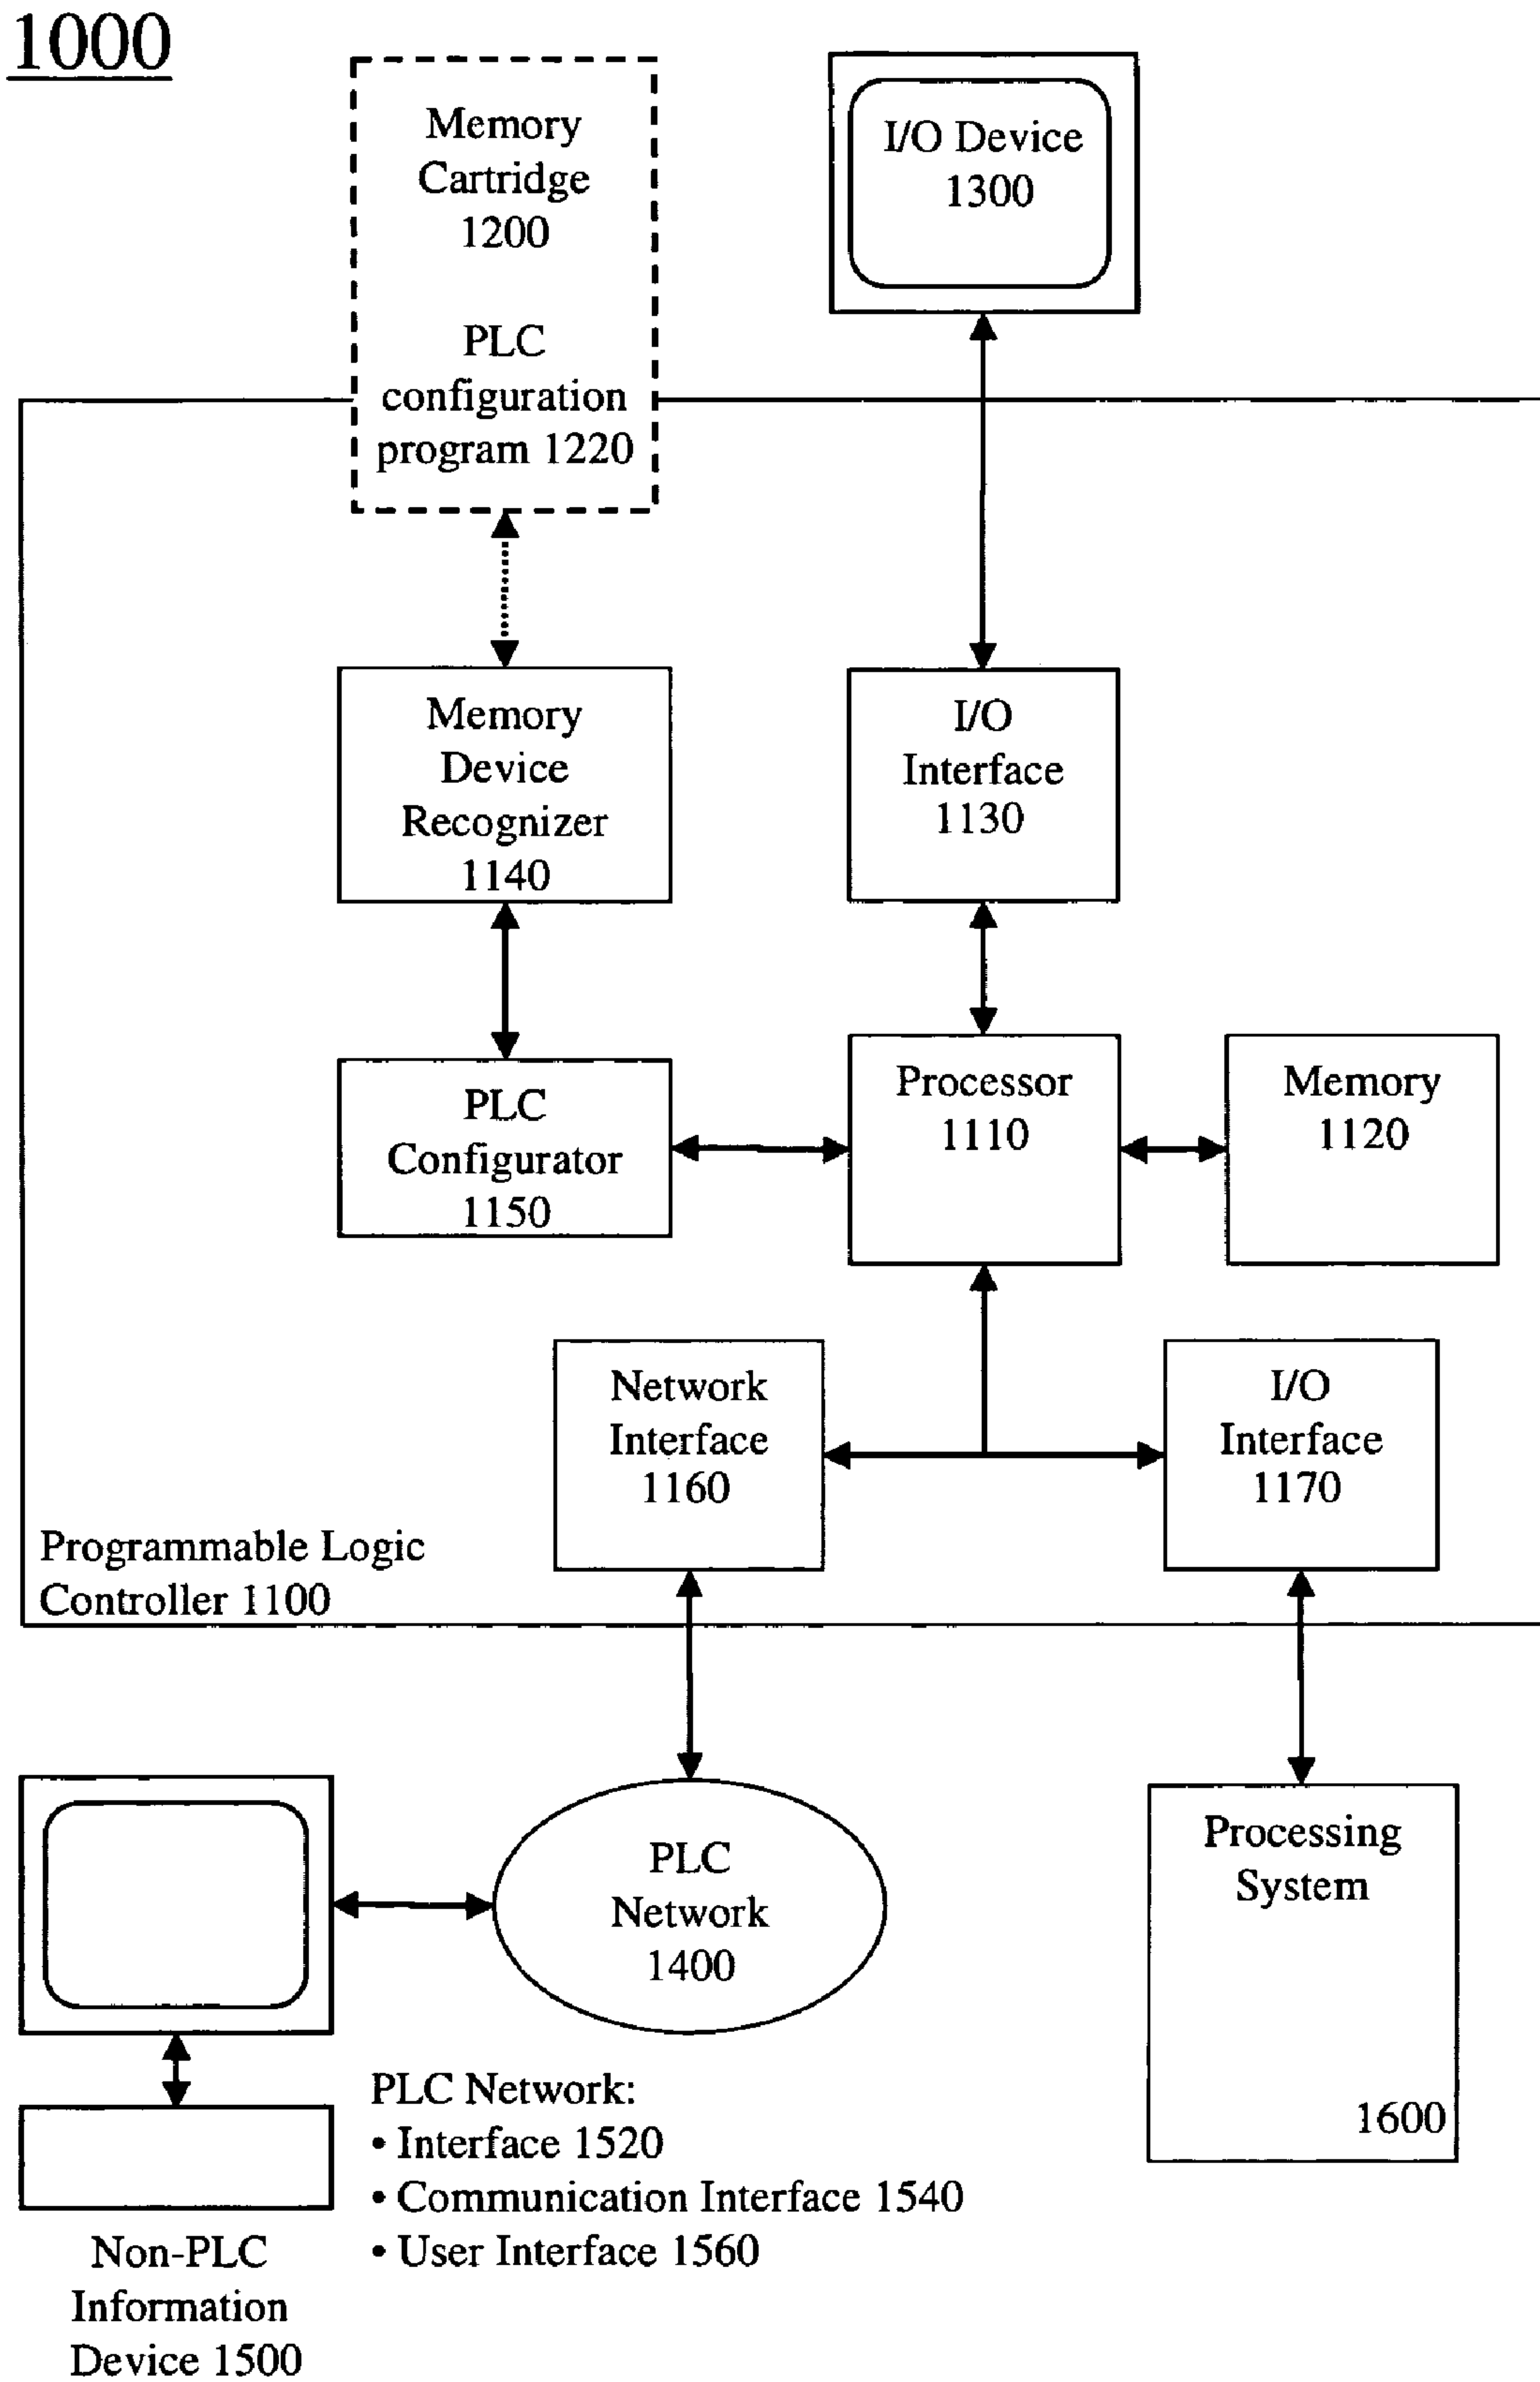 1000
Memory
Cartridge
1200
PLC
configuration
program 1220
I/O Device
1300
Memory
Device
Recognizer
1140
I/O
Interface
1130
PLC
Configurator
1150
Processor
1110
Memory
1120
Network
Interface
1160
I/O
Interface
1170
Programmable Logic
Controller 1100
PLC
Network
1400
Processing
System
1600
PLC Network:
• Interface 1520
• Communication Interface 1540
• User Interface 1560
Non-PLC
Information
Device 1500